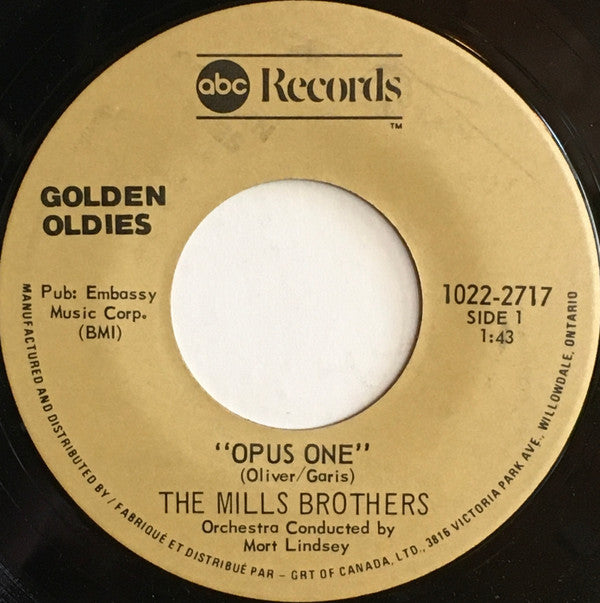 abc Records
TM
GOLDEN
OLDIES
Pub: Embassy
Music Corp.
(BMI)
1022-2717
SIDE 1
1:43
"OPUS ONE"
(Oliver/Garis)
THE MILLS BROTHERS
Orchestra Conducted by
Mort Lindsey
MANUFACTURED AND DISTRIBUTED BY / FABRIQUÉ ET DISTRIBUÉ PAR - GRT OF CANADA, LTD., 3816 VICTORIA PARK AVE., WILLOWDALE, ONTARIO